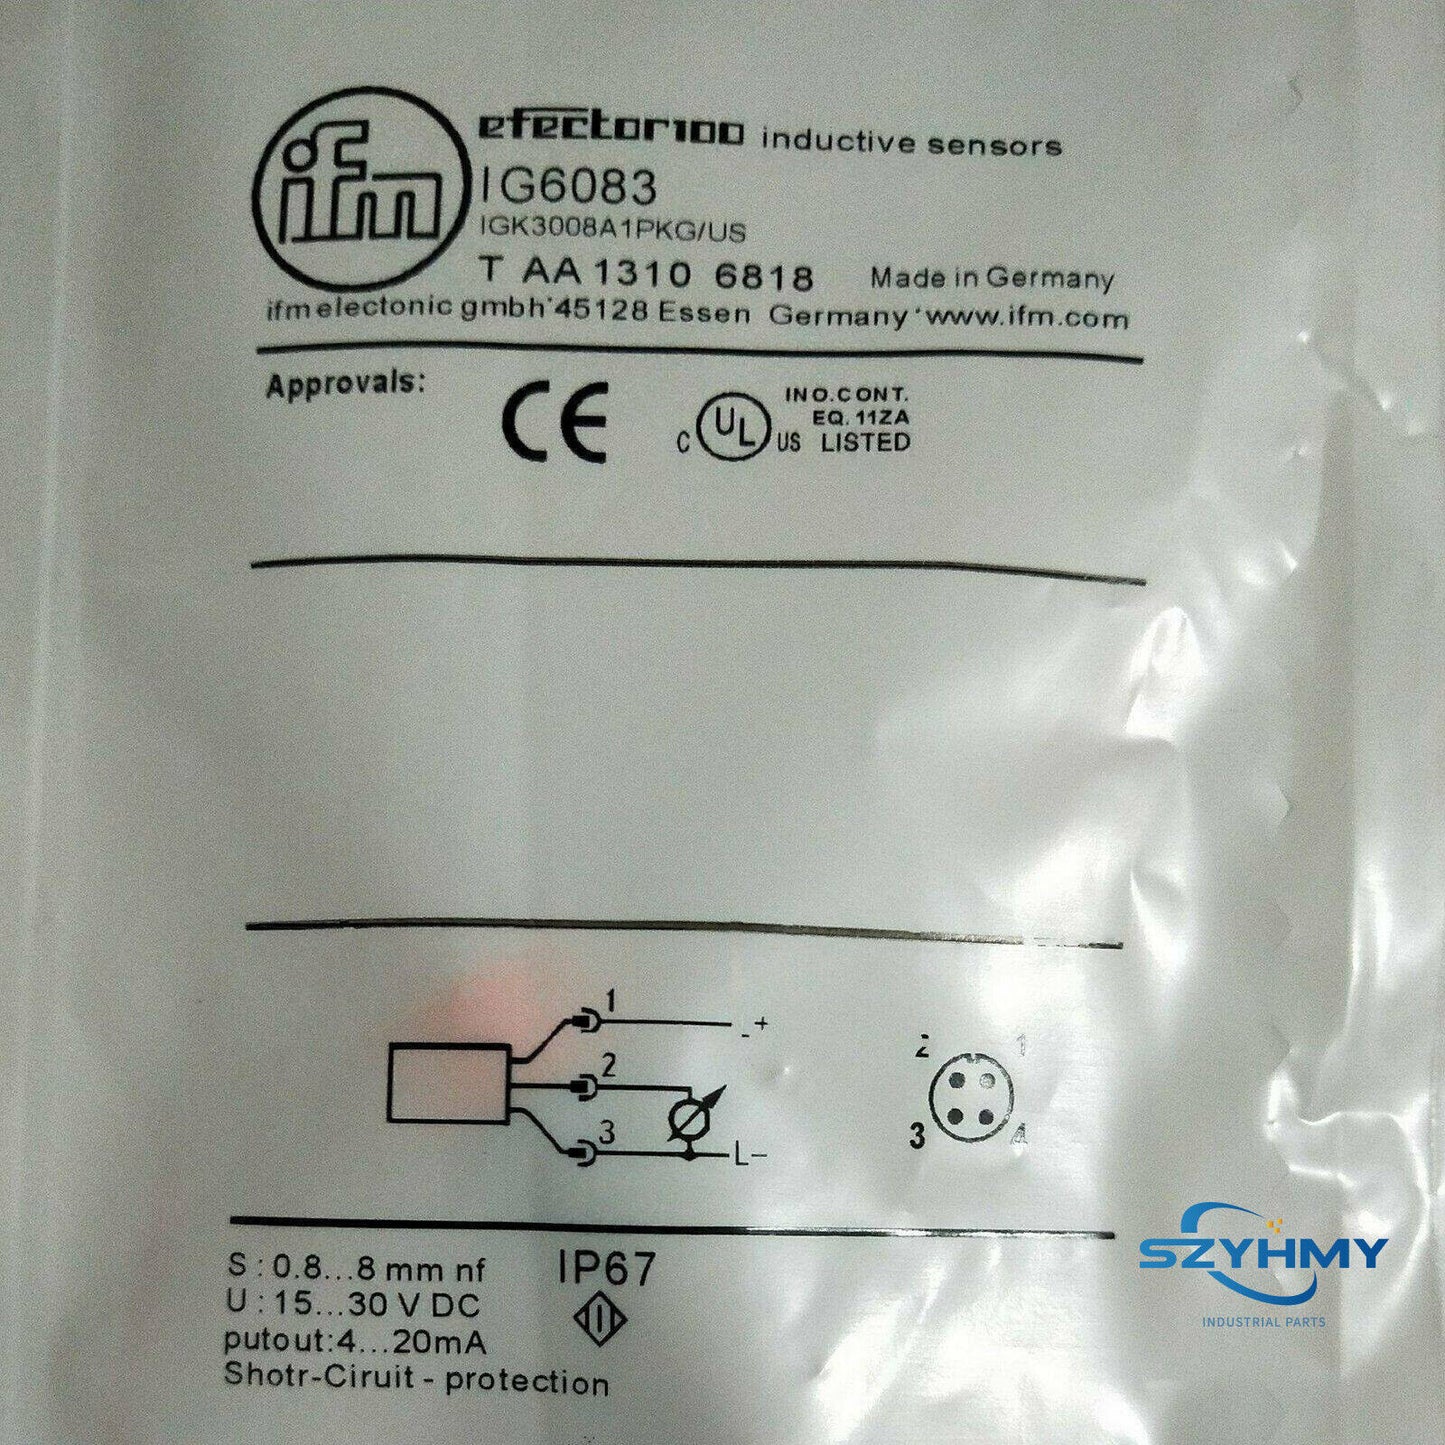 ifm
efector100 inductive sensors
IG6083
IGK3008A1PKG/US
T AA 1310 6818 Made in Germany
ifm electonic gmbh·45128 Essen Germany·www.ifm.com
Approvals:
CE
C UL US
INO.CONT.
EQ.11ZA
LISTED
1
+
2
3
L-
2 1
3 4
S:0.8...8 mm nf
U:15...30 V DC
putout:4...20mA
Shotr-Ciruit - protection
IP67
SZYHMY
INDUSTRIAL PARTS